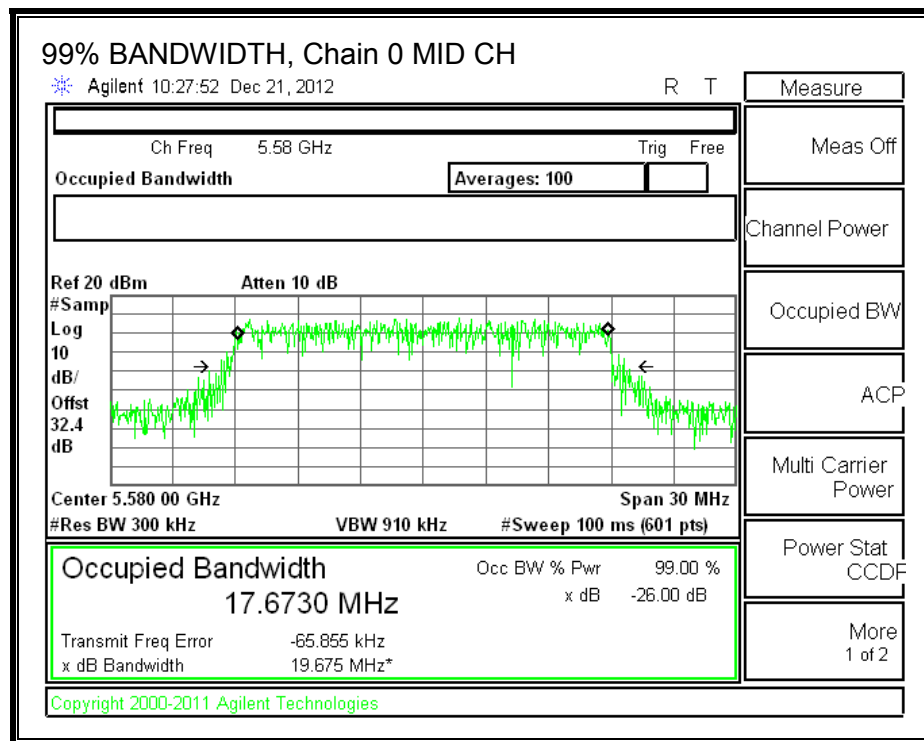 99% BANDWIDTH, Chain 0 MID CH
Agilent 10:27:52 Dec 21, 2012 R T
Measure
Ch Freq 5.58 GHz Trig Free
Meas Off
Occupied Bandwidth Averages: 100
Channel Power
Ref 20 dBm Atten 10 dB
#Samp
Log
10
dB/
Offst
32.4
dB
Occupied BW
ACP
Multi Carrier
Power
Center 5.580 00 GHz Span 30 MHz
#Res BW 300 kHz VBW 910 kHz #Sweep 100 ms (601 pts)
Power Stat
CCDF
Occupied Bandwidth Occ BW % Pwr 99.00 %
17.6730 MHz x dB -26.00 dB
Transmit Freq Error -65.855 kHz
x dB Bandwidth 19.675 MHz*
More
1 of 2
Copyright 2000-2011 Agilent Technologies